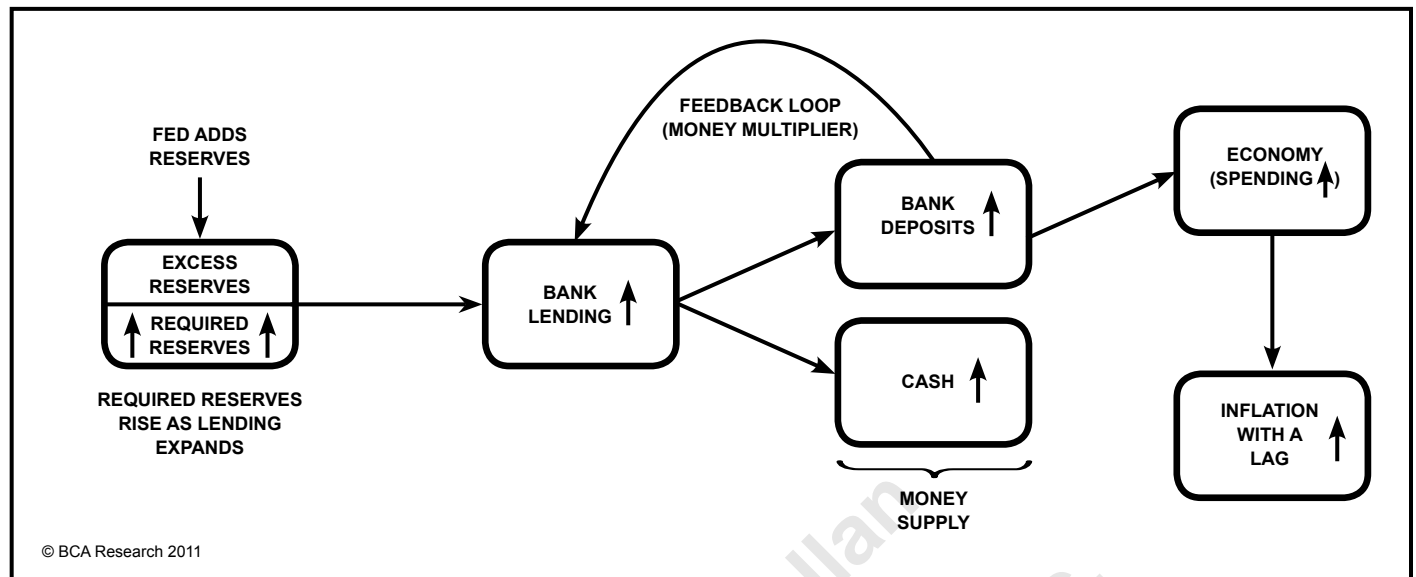 FED ADDS
RESERVES
EXCESS
RESERVES
REQUIRED
RESERVES
REQUIRED RESERVES
RISE AS LENDING
EXPANDS
FEEDBACK LOOP
(MONEY MULTIPLIER)
BANK
LENDING
BANK
DEPOSITS
CASH
MONEY
SUPPLY
ECONOMY
(SPENDING )
INFLATION
WITH A
LAG
© BCA Research 2011